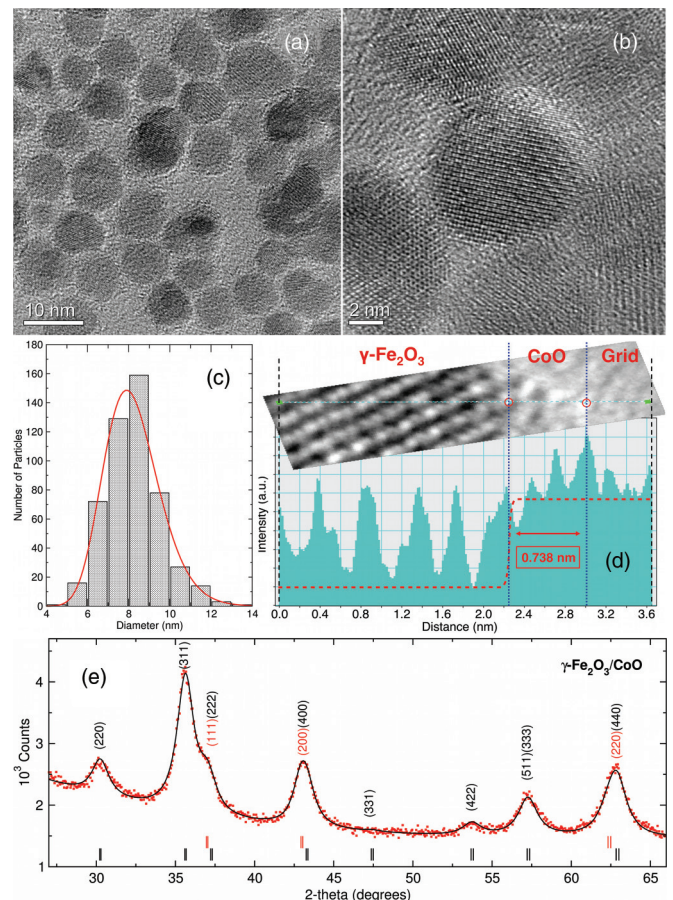 (a)
(b)
10 nm
2 nm
γ-Fe₂O₃ CoO Grid
(c)
Number of Particles
180
160
140
120
100
80
60
40
20
0
4 6 8 10 12 14
Diameter (nm)
Intensity (a.u.)
0.738 nm
(d)
0.0 0.4 0.8 1.2 1.6 2.0 2.4 2.8 3.2 3.6
Distance (nm)
(e)
γ-Fe₂O₃/CoO
(220)
(311)
(111)(222)
(200)(400)
(331)
(422)
(511)(333)
(220)(440)
10³ Counts
4
3
2
1
30 35 40 45 50 55 60 65
2-theta (degrees)